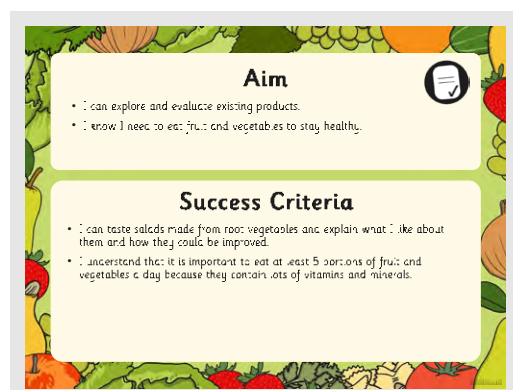 Aim
• I can explore and evaluate existing products.
• I know I need to eat fruit and vegetables to stay healthy.
Success Criteria
• I can taste salads made from root vegetables and explain what I like about
them and how they could be improved.
• I understand that it is important to eat at least 5 portions of fruit and
vegetables a day because they contain lots of vitamins and minerals.